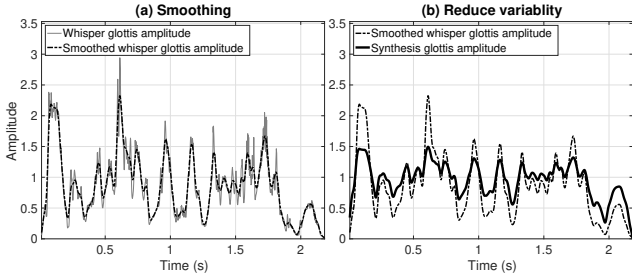 (a) Smoothing
Whisper glottis amplitude
Smoothed whisper glottis amplitude
Amplitude
3.5
3
2.5
2
1.5
1
0.5
0
0.5 1 1.5 2
Time (s)
(b) Reduce variablity
Smoothed whisper glottis amplitude
Synthesis glottis amplitude
3.5
3
2.5
2
1.5
1
0.5
0
0.5 1 1.5 2
Time (s)